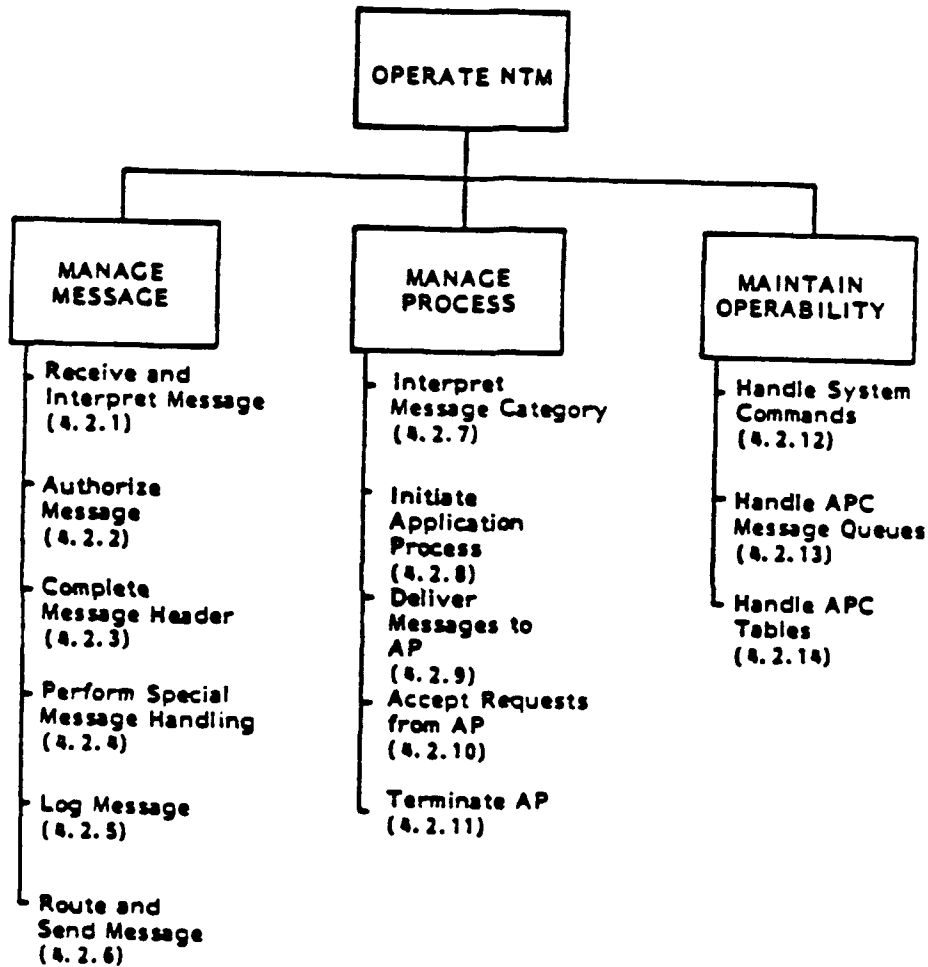 OPERATE NTM
MANAGE
MESSAGE
Receive and
Interpret Message
(4.2.1)
Authorize
Message
(4.2.2)
Complete
Message Header
(4.2.3)
Perform Special
Message Handling
(4.2.4)
Log Message
(4.2.5)
Route and
Send Message
(4.2.6)
MANAGE
PROCESS
Interpret
Message Category
(4.2.7)
Initiate
Application
Process
(4.2.8)
Deliver
Messages to
AP
(4.2.9)
Accept Requests
from AP
(4.2.10)
Terminate AP
(4.2.11)
MAINTAIN
OPERABILITY
Handle System
Commands
(4.2.12)
Handle APC
Message Queues
(4.2.13)
Handle APC
Tables
(4.2.14)